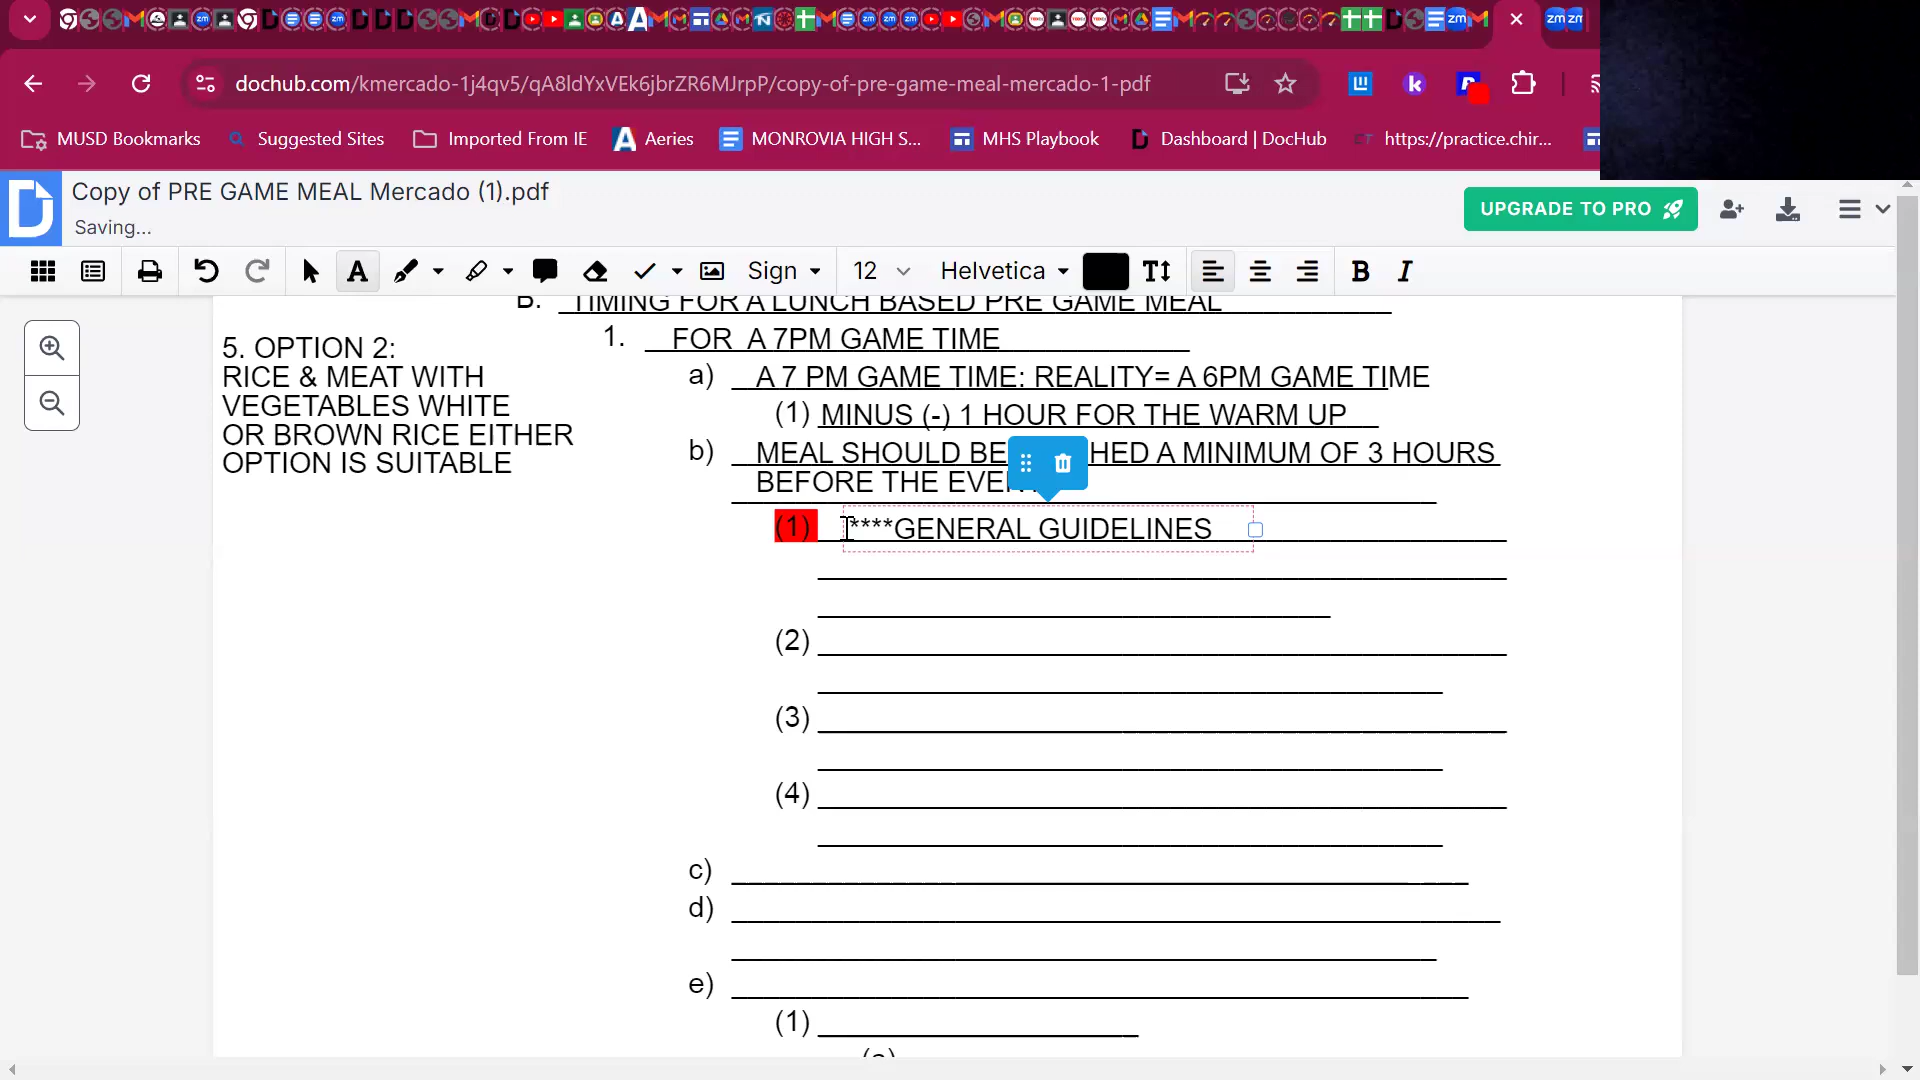 dochub.com/kmercado-1j4qv5/qA8ldYxVEk6jbrZR6MJrpP/copy-of-pre-game-meal-mercado-1-pdf
MUSD Bookmarks
Suggested Sites
Imported From IE
Aeries
MONROVIA HIGH S...
MHS Playbook
Dashboard | DocHub
https://practice.chir...
Copy of PRE GAME MEAL Mercado (1).pdf
UPGRADE TO PRO
Saving...
Sign
12
Helvetica
B
I
B. TIMING FOR A LUNCH BASED PRE GAME MEAL
1. FOR A 7PM GAME TIME
5. OPTION 2:
RICE & MEAT WITH
VEGETABLES WHITE
OR BROWN RICE EITHER
OPTION IS SUITABLE
a) A 7 PM GAME TIME: REALITY= A 6PM GAME TIME
(1) MINUS (-) 1 HOUR FOR THE WARM UP
b) MEAL SHOULD BE HED A MINIMUM OF 3 HOURS
BEFORE THE
(1) ****GENERAL GUIDELINES
(2)
(3)
(4)
c)
d)
e)
(1)